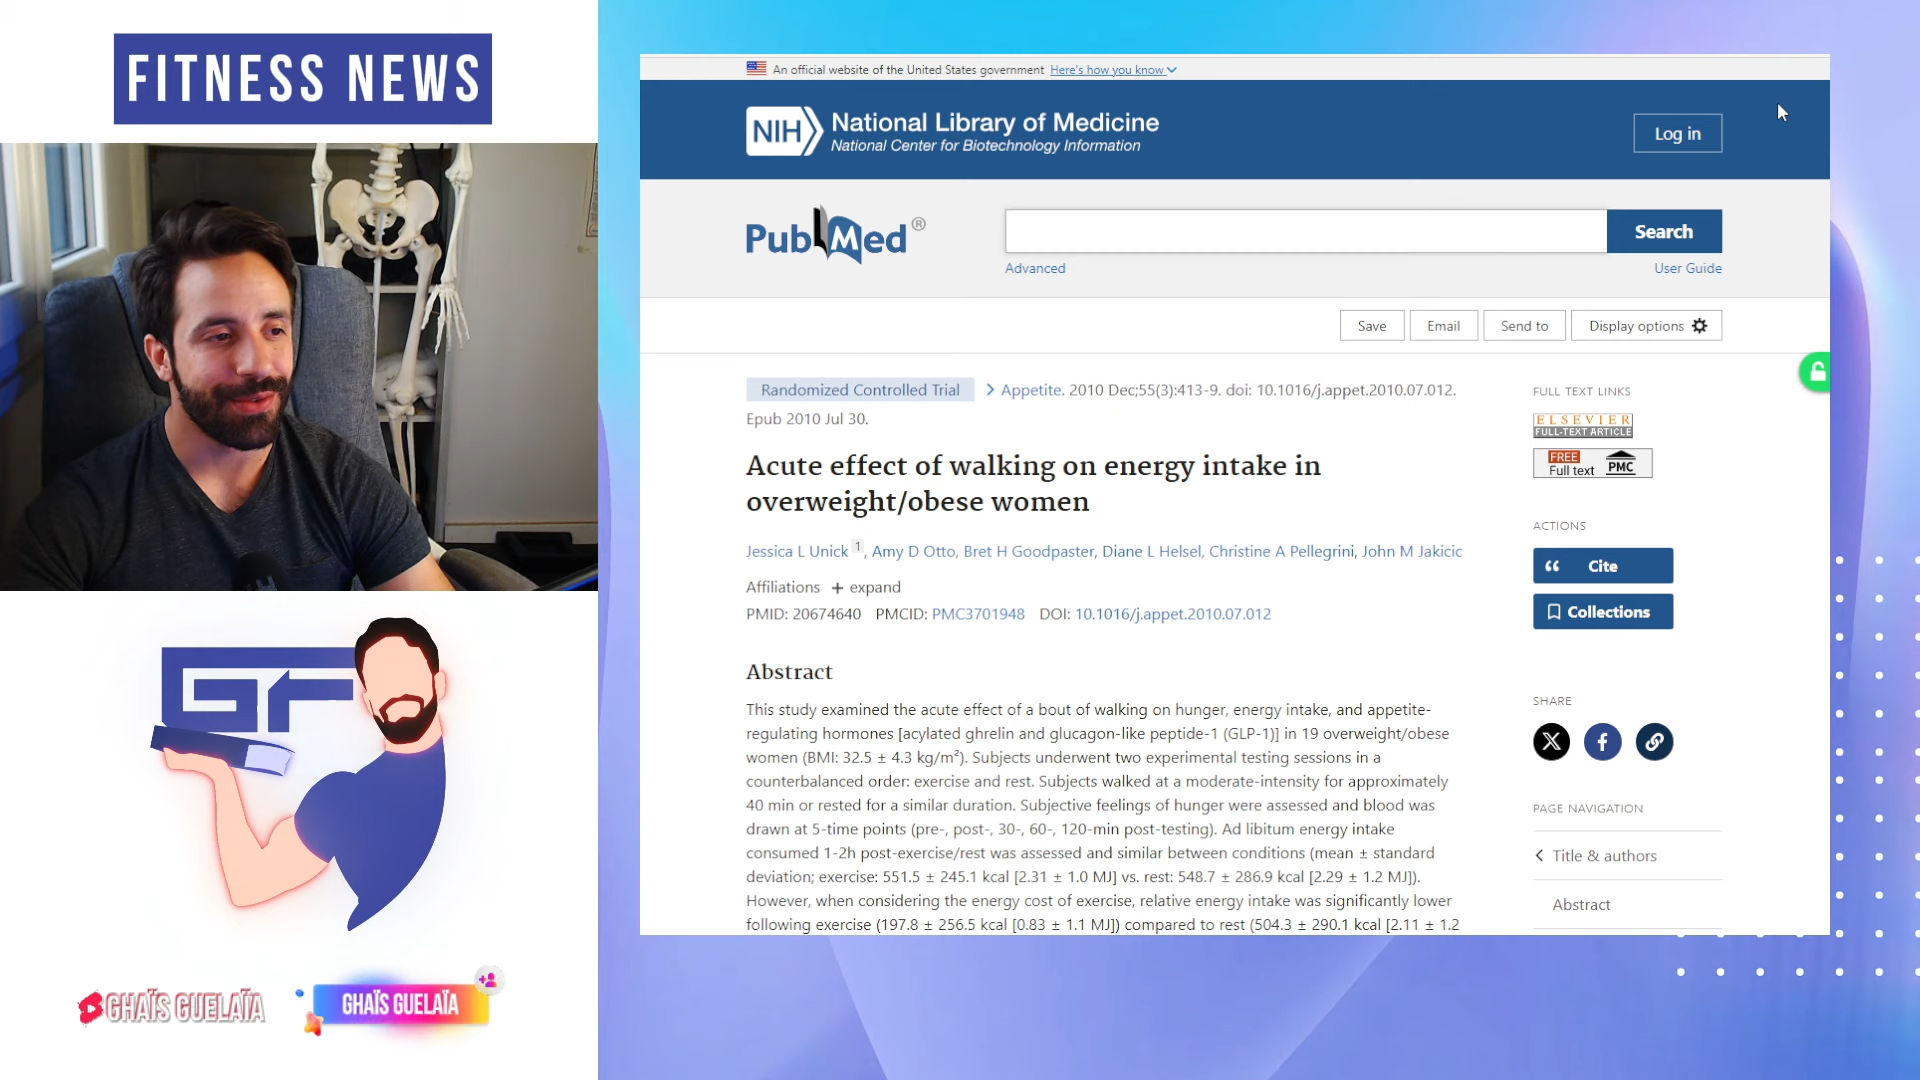 FITNESS NEWS
An official website of the United States government Here's how you know
NIH National Library of Medicine
National Center for Biotechnology Information
Log in
PubMed®
Search
Advanced
User Guide
Save
Email
Send to
Display options
Randomized Controlled Trial
Appetite. 2010 Dec;55(3):413-9. doi: 10.1016/j.appet.2010.07.012.
Epub 2010 Jul 30.
Acute effect of walking on energy intake in
overweight/obese women
Jessica L Unick 1, Amy D Otto, Bret H Goodpaster, Diane L Helsel, Christine A Pellegrini, John M Jakicic
Affiliations + expand
PMID: 20674640 PMCID: PMC3701948 DOI: 10.1016/j.appet.2010.07.012
Abstract
This study examined the acute effect of a bout of walking on hunger, energy intake, and appetite-
regulating hormones [acylated ghrelin and glucagon-like peptide-1 (GLP-1)] in 19 overweight/obese
women (BMI: 32.5 ± 4.3 kg/m²). Subjects underwent two experimental testing sessions in a
counterbalanced order: exercise and rest. Subjects walked at a moderate-intensity for approximately
40 min or rested for a similar duration. Subjective feelings of hunger were assessed and blood was
drawn at 5-time points (pre-, post-, 30-, 60-, 120-min post-testing). Ad libitum energy intake
consumed 1-2h post-exercise/rest was assessed and similar between conditions (mean ± standard
deviation; exercise: 551.5 ± 245.1 kcal [2.31 ± 1.0 MJ] vs. rest: 548.7 ± 286.9 kcal [2.29 ± 1.2 MJ]).
However, when considering the energy cost of exercise, relative energy intake was significantly lower
following exercise (197.8 ± 256.5 kcal [0.83 ± 1.1 MJ]) compared to rest (504.3 ± 290.1 kcal [2.11 ± 1.2
FULL TEXT LINKS
ELSEVIER
FULL-TEXT ARTICLE
FREE
Full text PMC
ACTIONS
Cite
Collections
SHARE
X f
PAGE NAVIGATION
Title & authors
Abstract
GF
GHAÏS GUELAÏA
GHAÏS GUELAÏA